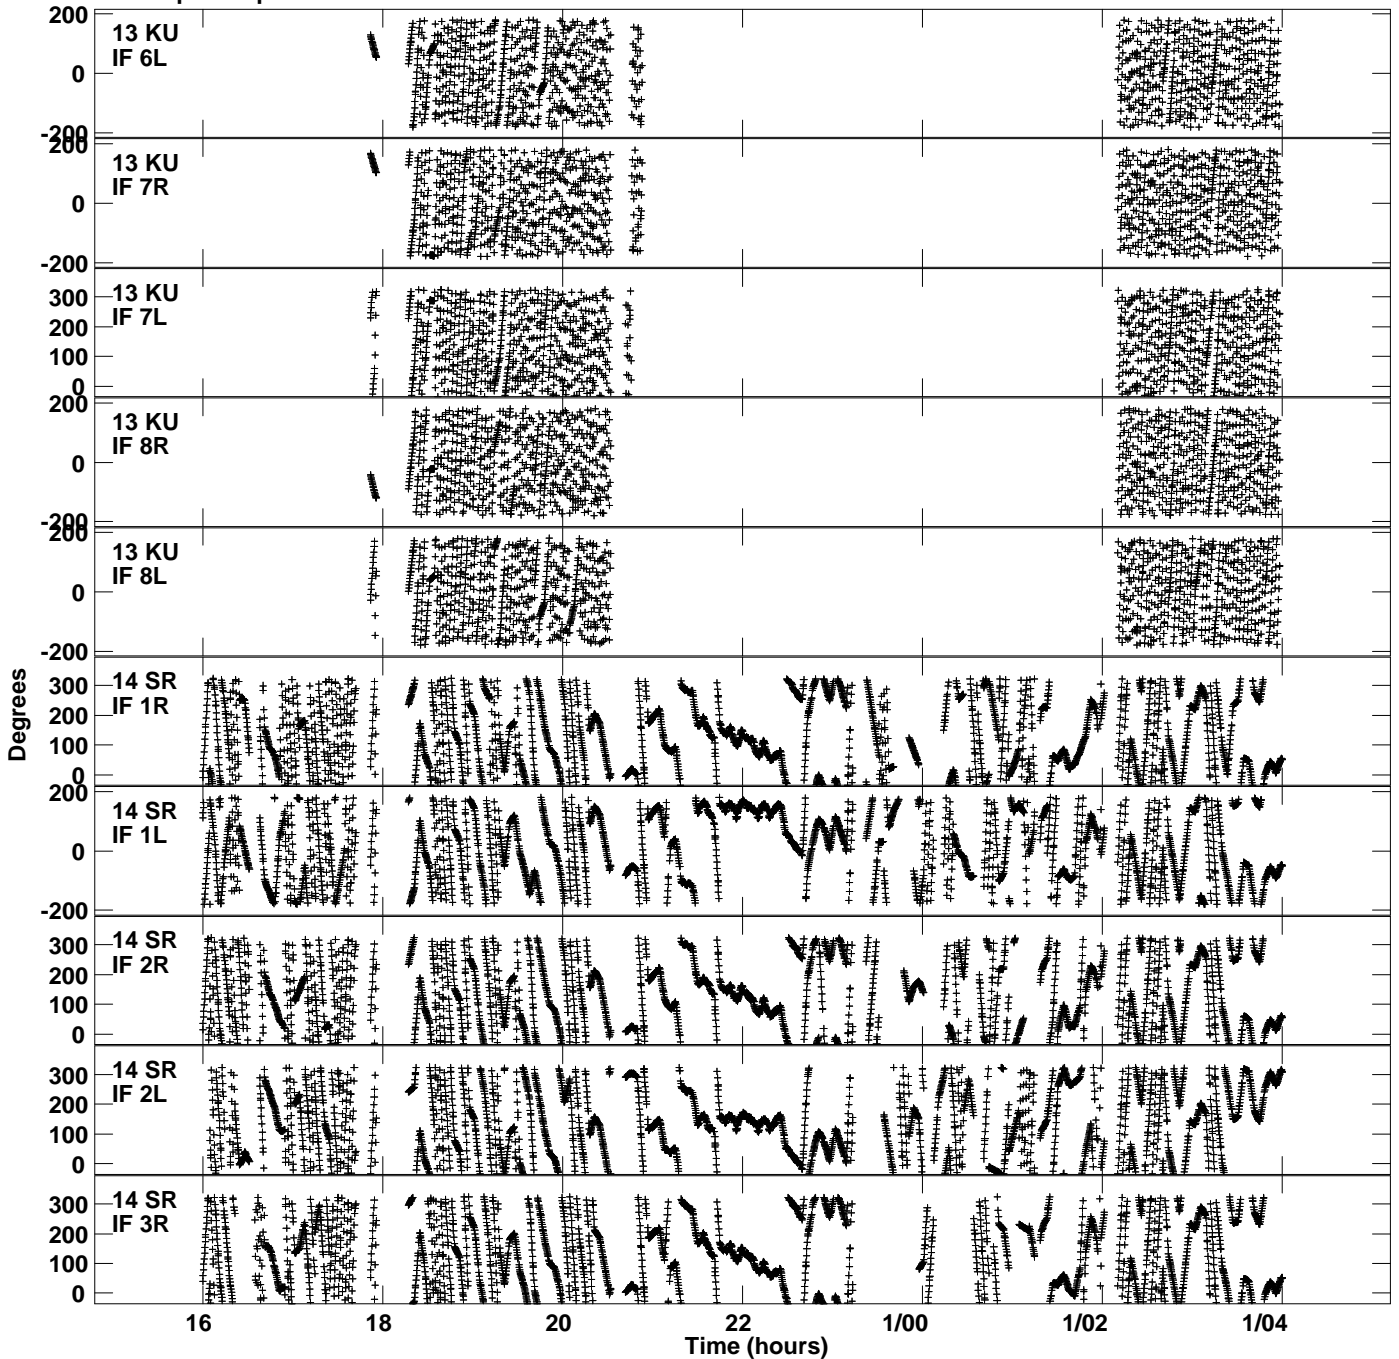 200
13 KU
IF 6L
0
-200
200
13 KU
IF 7R
0
-200
13 KU
IF 7L
300
200
100
0
200
13 KU
IF 8R
0
-200
200
13 KU
IF 8L
0
-200
Degrees
14 SR
IF 1R
300
200
100
0
200
14 SR
IF 1L
0
-200
14 SR
IF 2R
300
200
100
0
14 SR
IF 2L
300
200
100
0
14 SR
IF 3R
300
200
100
0
16 18 20 22 1/00 1/02 1/04
Time (hours)